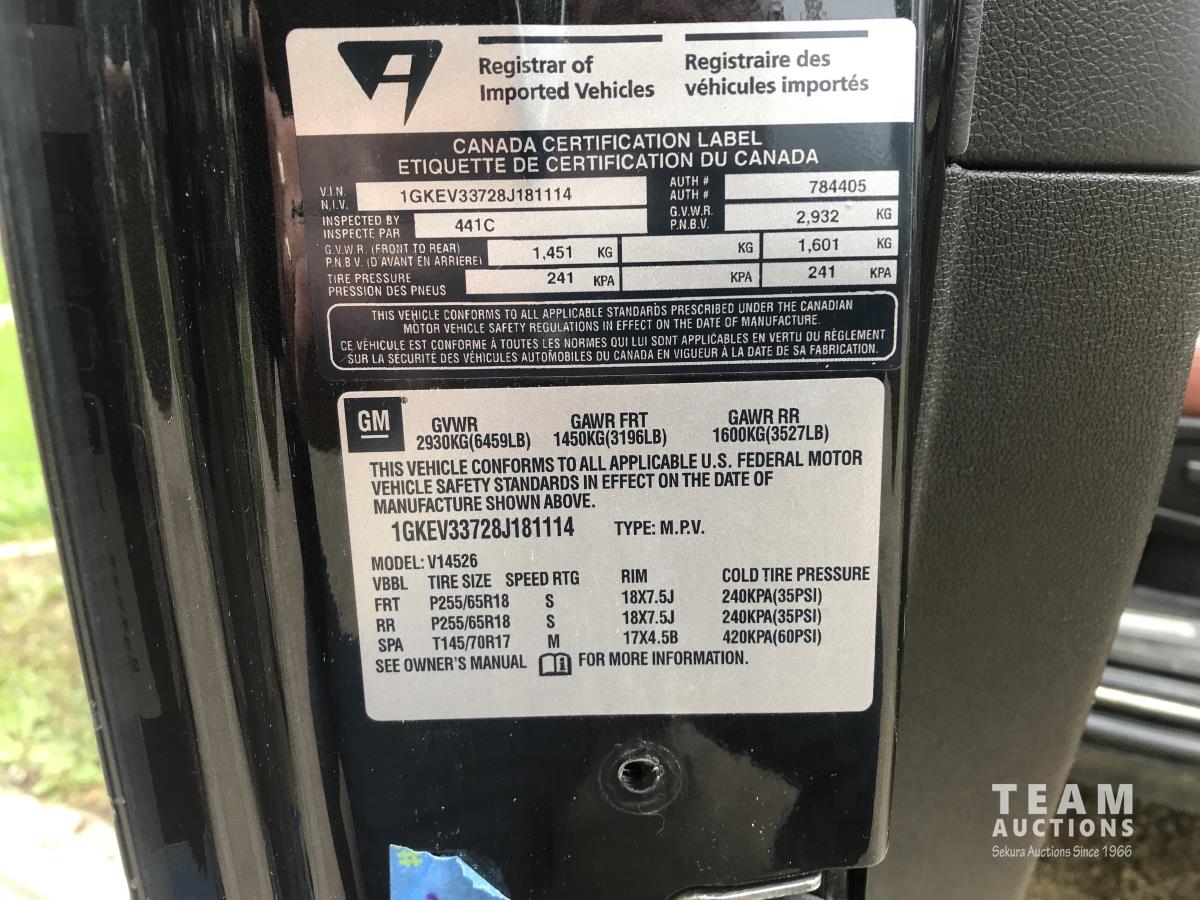 Registrar of Registraire des
Imported Vehicles véhicules importés
CANADA CERTIFICATION LABEL
ETIQUETTE DE CERTIFICATION DU CANADA
V.I.N. 1GKEV33728J181114 AUTH # 784405
N.I.V. AUTH #
INSPECTED BY 441C G.V.W.R. 2,932 KG
INSPECTE PAR P.N.B.V.
G.V.W.R. (FRONT TO REAR) 1,451 KG KG 1,601 KG
P.N.B.V. (D'AVANT EN ARRIERE)
TIRE PRESSURE 241 KPA KPA 241 KPA
PRESSION DES PNEUS
THIS VEHICLE CONFORMS TO ALL APPLICABLE STANDARDS PRESCRIBED UNDER THE CANADIAN
MOTOR VEHICLE SAFETY REGULATIONS IN EFFECT ON THE DATE OF MANUFACTURE.
CE VÉHICULE EST CONFORME À TOUTES LES NORMES QUI LUI SONT APPLICABLES EN VERTU DU RÈGLEMENT
SUR LA SÉCURITÉ DES VÉHICULES AUTOMOBILES DU CANADA EN VIGUEUR À LA DATE DE SA FABRICATION.
GM® GVWR GAWR FRT GAWR RR
2930KG(6459LB) 1450KG(3196LB) 1600KG(3527LB)
THIS VEHICLE CONFORMS TO ALL APPLICABLE U.S. FEDERAL MOTOR
VEHICLE SAFETY STANDARDS IN EFFECT ON THE DATE OF
MANUFACTURE SHOWN ABOVE.
1GKEV33728J181114 TYPE: M.P.V.
MODEL: V14526
VBBL TIRE SIZE SPEED RTG RIM COLD TIRE PRESSURE
FRT P255/65R18 S 18X7.5J 240KPA(35PSI)
RR P255/65R18 S 18X7.5J 240KPA(35PSI)
SPA T145/70R17 M 17X4.5B 420KPA(60PSI)
SEE OWNER'S MANUAL FOR MORE INFORMATION.
TEAM
AUCTIONS
Sekura Auctions Since 1966